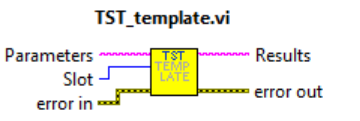 TST_template.vi
Parameters
Results
TST
TEMP
LATE
Slot
error in
error out